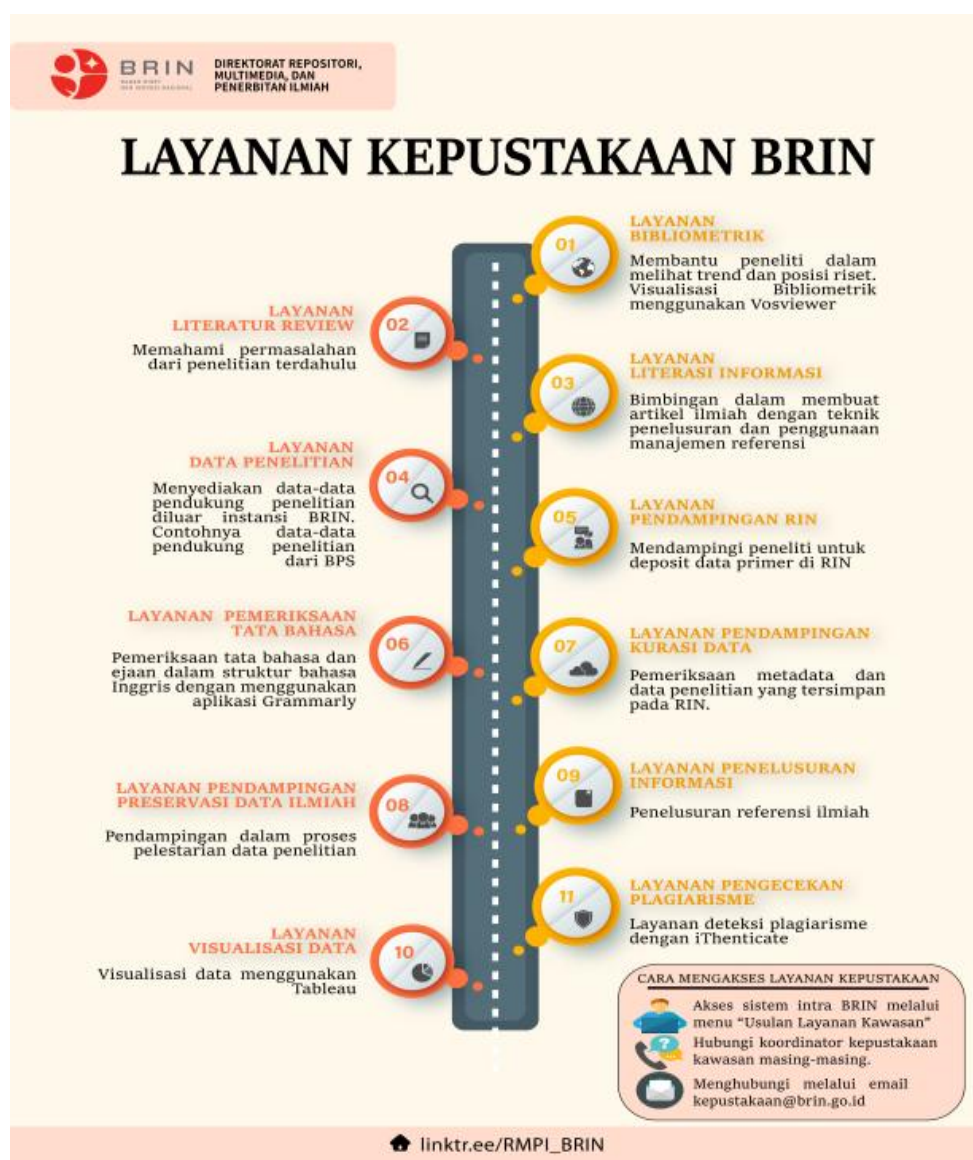 BRIN
DIREKTORAT REPOSITORI,
MULTIMEDIA, DAN
PENERBITAN ILMIAH
LAYANAN KEPUSTAKAAN BRIN
01
LAYANAN
BIBLIOMETRIK
Membantu peneliti dalam
melihat trend dan posisi riset.
Visualisasi Bibliometrik
menggunakan Vosviewer
02
LAYANAN
LITERATUR REVIEW
Memahami permasalahan
dari penelitian terdahulu
03
LAYANAN
LITERASI INFORMASI
Bimbingan dalam membuat
artikel ilmiah dengan teknik
penelusuran dan penggunaan
manajemen referensi
04
LAYANAN
DATA PENELITIAN
Menyediakan data-data
pendukung penelitian
diluar instansi BRIN.
Contohnya data-data
pendukung penelitian
dari BPS
05
LAYANAN
PENDAMPINGAN RIN
Mendampingi peneliti untuk
deposit data primer di RIN
06
LAYANAN PEMERIKSAAN
TATA BAHASA
Pemeriksaan tata bahasa dan
ejaan dalam struktur bahasa
Inggris dengan menggunakan
aplikasi Grammarly
07
LAYANAN PENDAMPINGAN
KURASI DATA
Pemeriksaan metadata dan
data penelitian yang tersimpan
pada RIN.
08
LAYANAN PENDAMPINGAN
PRESERVASI DATA ILMIAH
Pendampingan dalam proses
pelestarian data penelitian
09
LAYANAN PENELUSURAN
INFORMASI
Penelusuran referensi ilmiah
10
LAYANAN
VISUALISASI DATA
Visualisasi data menggunakan
Tableau
11
LAYANAN PENGECEKAN
PLAGIARISME
Layanan deteksi plagiarisme
dengan iThenticate
CARA MENGAKSES LAYANAN KEPUSTAKAAN
Akses sistem intra BRIN melalui
menu “Usulan Layanan Kawasan”
Hubungi koordinator kepustakaan
kawasan masing-masing.
Menghubungi melalui email
kepustakaan@brin.go.id
linktr.ee/RMPI_BRIN